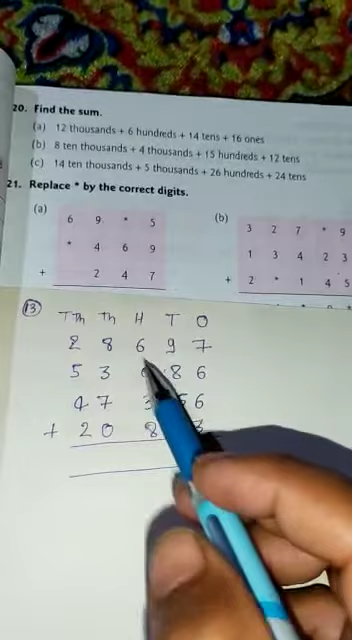 20. Find the sum.
(a) 12 thousands + 6 hundreds + 14 tens + 16 ones
(b) 8 ten thousands + 4 thousands + 15 hundreds + 12 tens
(c) 14 ten thousands + 5 thousands + 26 hundreds + 24 tens
21. Replace * by the correct digits.
(a) (b)
6 9 * 5
* 4 6 9
+ 2 4 7
3 2 7 * 9
1 3 4 2 3
+ 2 * 1 4 5
13
TTh Th H T O
2 8 6 9 7
5 3 8 6
4 7 3 6
+ 2 0 8